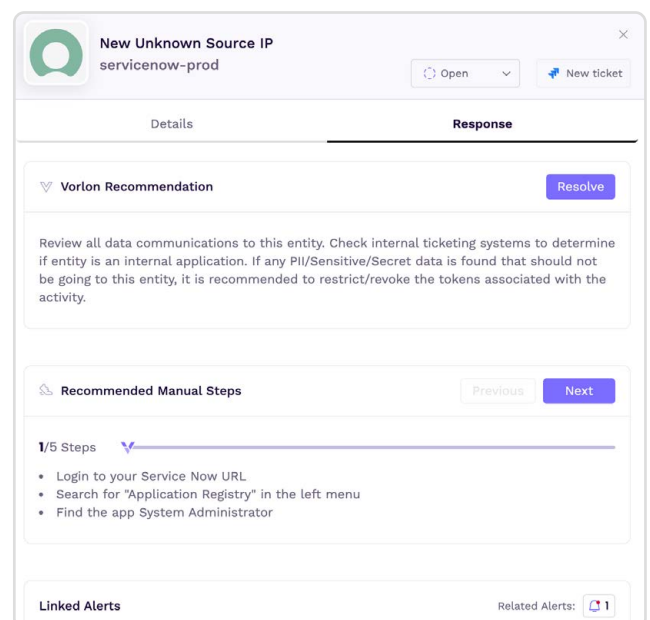 New Unknown Source IP
servicenow-prod
Open
New ticket
Details
Response
Vorlon Recommendation
Resolve
Review all data communications to this entity. Check internal ticketing systems to determine
if entity is an internal application. If any PII/Sensitive/Secret data is found that should not
be going to this entity, it is recommended to restrict/revoke the tokens associated with the
activity.
Recommended Manual Steps
Previous
Next
1/5 Steps
• Login to your Service Now URL
• Search for "Application Registry" in the left menu
• Find the app System Administrator
Linked Alerts
Related Alerts: 1